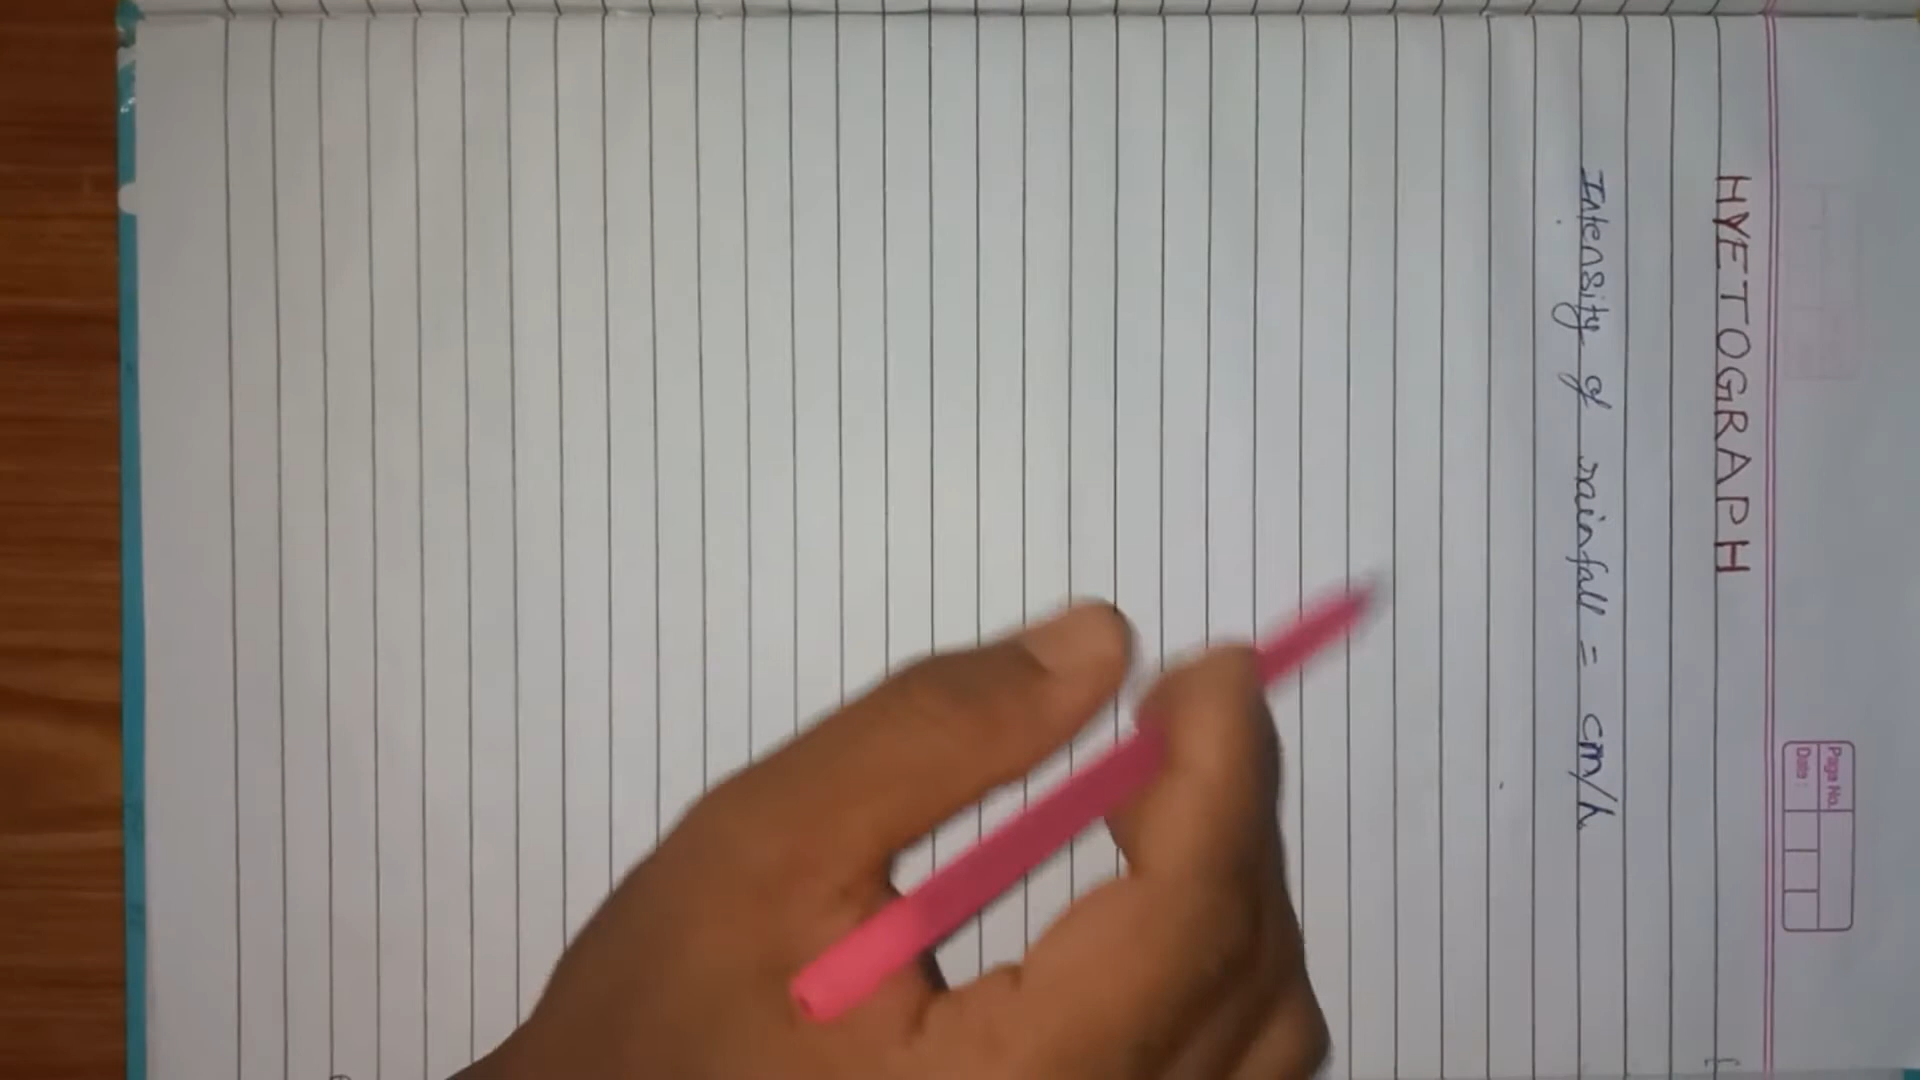 Page No.
Date :
HYETOGRAPH
Intensity of rainfall = cm/h